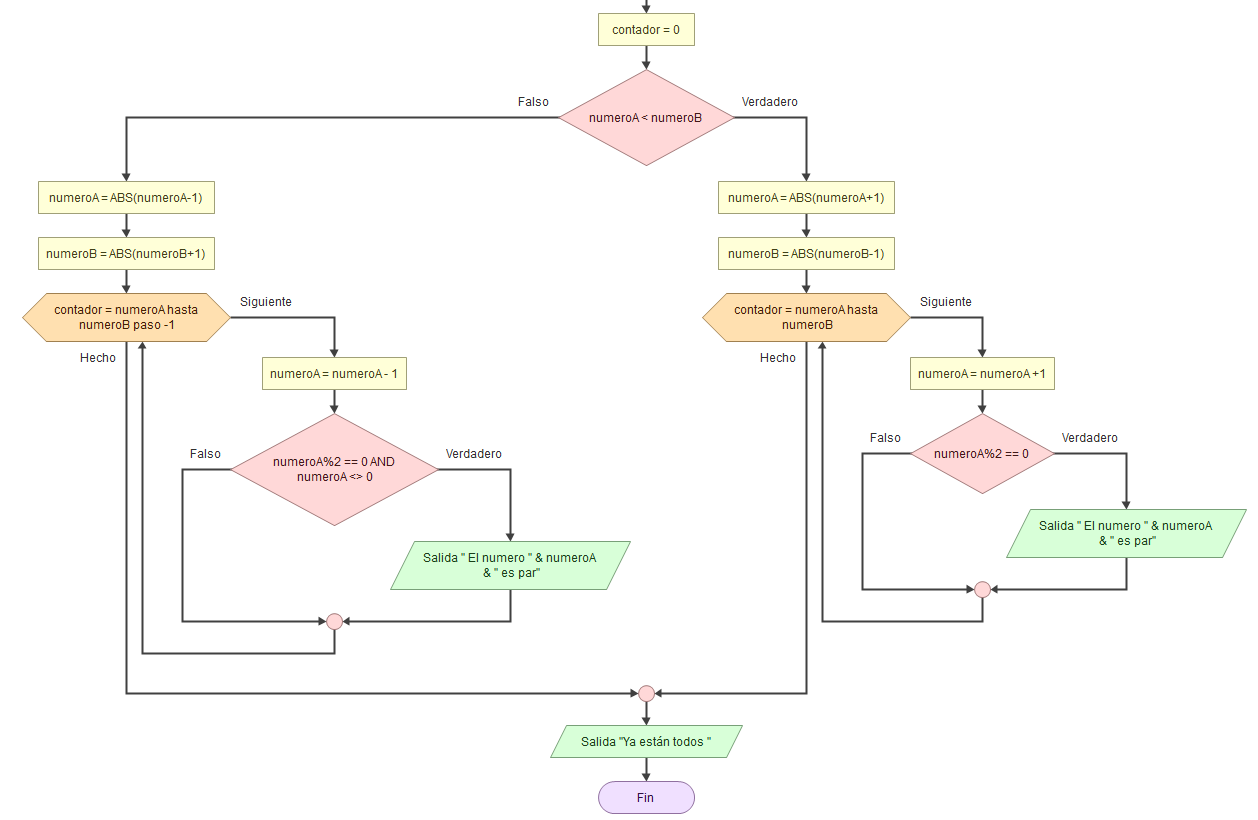 contador = 0
Falso
Verdadero
numeroA < numeroB
numeroA = ABS(numeroA-1)
numeroB = ABS(numeroB+1)
contador = numeroA hasta
numeroB paso -1
Siguiente
Hecho
numeroA = numeroA - 1
Falso
Verdadero
numeroA%2 == 0 AND
numeroA <> 0
Salida " El numero " & numeroA
& " es par"
numeroA = ABS(numeroA+1)
numeroB = ABS(numeroB-1)
contador = numeroA hasta
numeroB
Siguiente
Hecho
numeroA = numeroA +1
Falso
Verdadero
numeroA%2 == 0
Salida " El numero " & numeroA
& " es par"
Salida "Ya están todos "
Fin